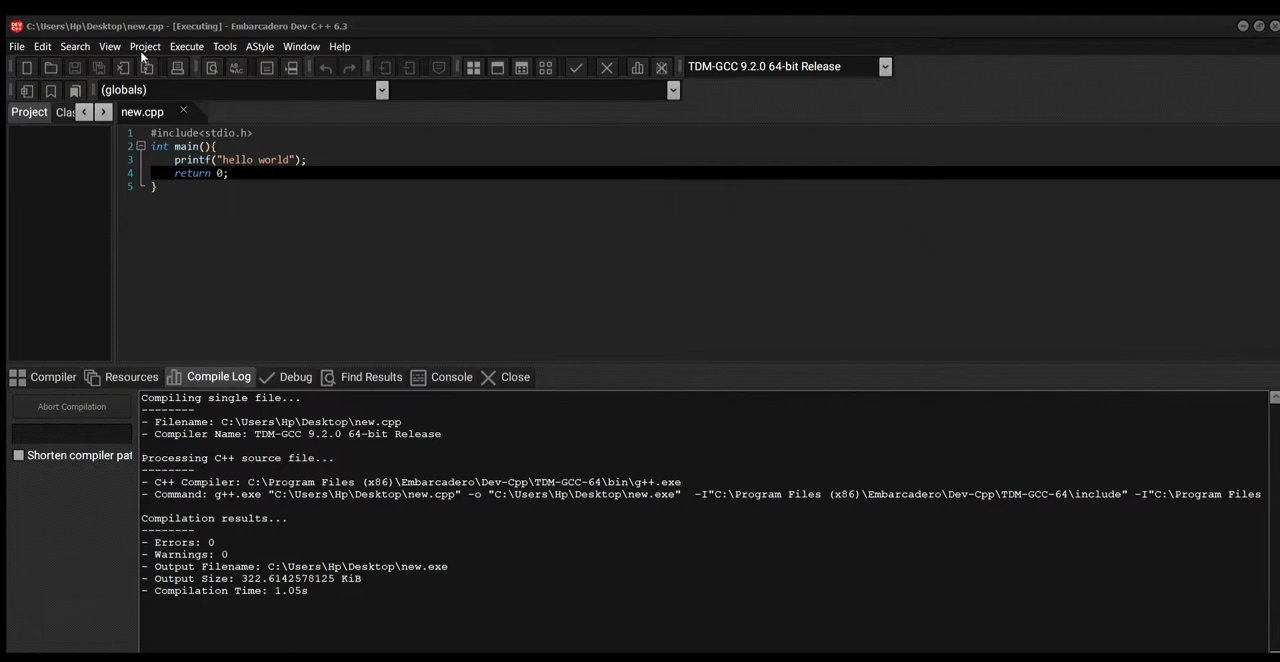 C:\Users\Hp\Desktop\new.cpp - [Executing] - Embarcadero Dev-C++ 6.3
File Edit Search View Project Execute Tools AStyle Window Help
TDM-GCC 9.2.0 64-bit Release
(globals)
Project Clas new.cpp
1 #include<stdio.h>
2 int main(){
3 printf("hello world");
4 return 0;
5 }
Compiler Resources Compile Log Debug Find Results Console Close
Abort Compilation
Shorten compiler pat
Compiling single file...
--------
- Filename: C:\Users\Hp\Desktop\new.cpp
- Compiler Name: TDM-GCC 9.2.0 64-bit Release
Processing C++ source file...
--------
- C++ Compiler: C:\Program Files (x86)\Embarcadero\Dev-Cpp\TDM-GCC-64\bin\g++.exe
- Command: g++.exe "C:\Users\Hp\Desktop\new.cpp" -o "C:\Users\Hp\Desktop\new.exe" -I"C:\Program Files (x86)\Embarcadero\Dev-Cpp\TDM-GCC-64\include" -I"C:\Program Files
Compilation results...
--------
- Errors: 0
- Warnings: 0
- Output Filename: C:\Users\Hp\Desktop\new.exe
- Output Size: 322.6142578125 KiB
- Compilation Time: 1.05s